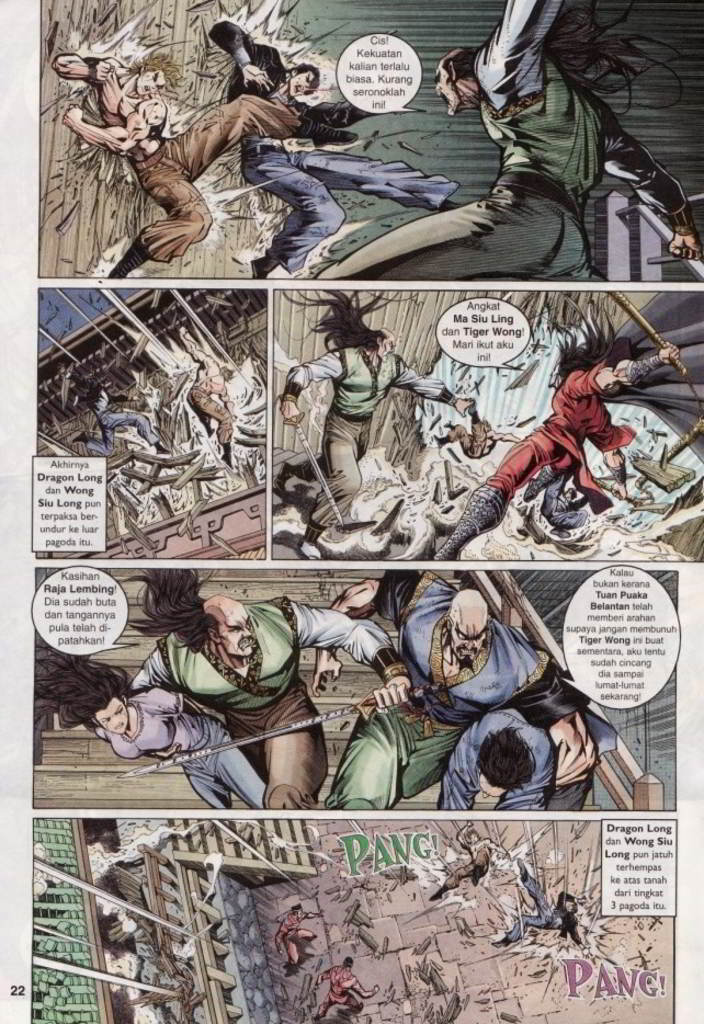 Cis!
Kekuatan
kalian terlalu
biasa. Kurang
seronoklah
ini!
Akhirnya
Dragon Long
dan Wong
Siu Long pun
terpaksa ber-
undur ke luar
pagoda itu.
Angkat
Ma Siu Ling
dan Tiger Wong!
Mari ikut aku
ini!
Kasihan
Raja Lembing!
Dia sudah buta
dan tangannya
pula telah di-
patahkan!
Kalau
bukan kerana
Tuan Puaka
Belantan telah
memberi arahan
supaya jangan membunuh
Tiger Wong ini buat
sementara, aku tentu
sudah cincang
dia sampai
lumat-lumat
sekarang!
PANG!
Dragon Long
dan Wong Siu
Long pun jatuh
terhempas
ke atas tanah
dari tingkat
3 pagoda itu.
PANG!
22